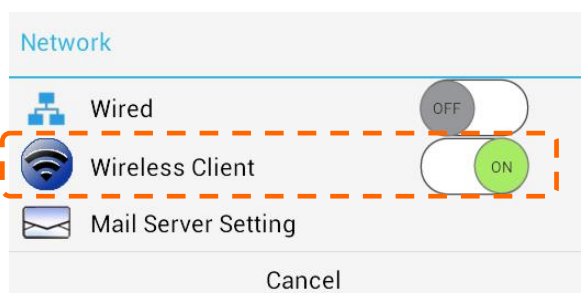 Network
Wired OFF
Wireless Client ON
Mail Server Setting
Cancel